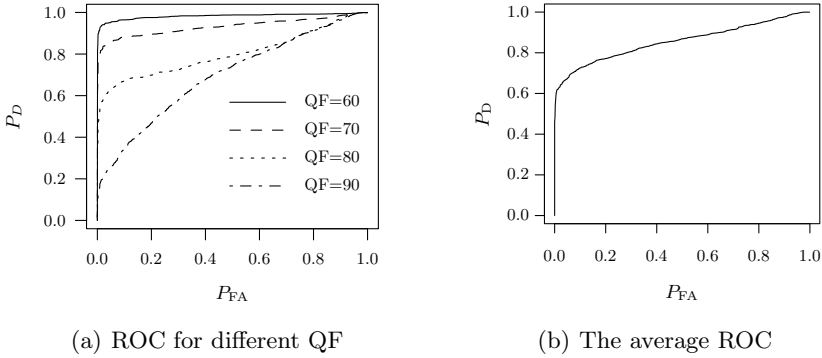 1.0
0.8
0.6
0.4
0.2
0.0
P_D
QF=60
QF=70
QF=80
QF=90
0.0 0.2 0.4 0.6 0.8 1.0
P_FA
(a) ROC for different QF
1.0
0.8
0.6
0.4
0.2
0.0
P_D
0.0 0.2 0.4 0.6 0.8 1.0
P_FA
(b) The average ROC